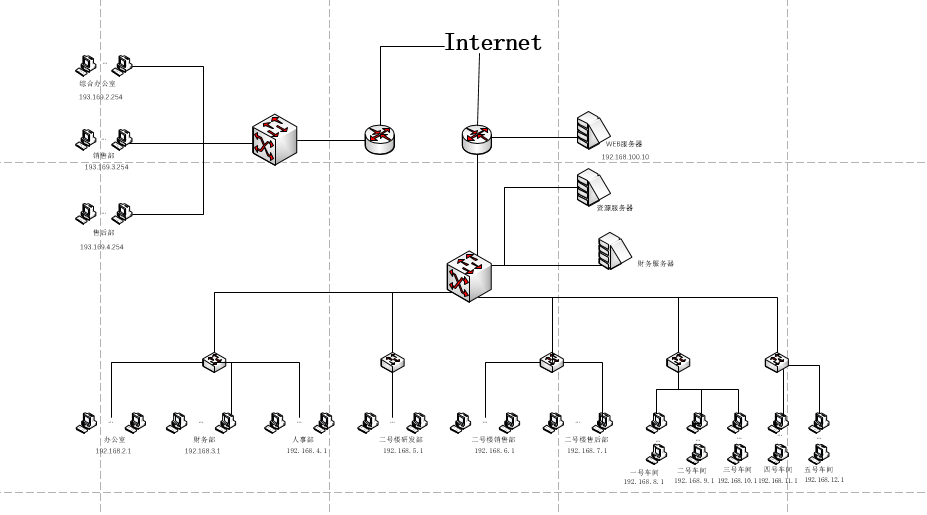 Internet
综合办公室
193.169.2.254
销售部
193.169.3.254
售后部
193.169.4.254
WEB服务器
192.168.100.10
资源服务器
财务服务器
办公室
192.168.2.1
财务部
192.168.3.1
人事部
192.168.4.1
二号楼研发部
192.168.5.1
二号楼销售部
192.168.6.1
二号楼售后部
192.168.7.1
一号车间
192.168.8.1
二号车间
192.168.9.1
三号车间
192.168.10.1
四号车间
192.168.11.1
五号车间
192.168.12.1